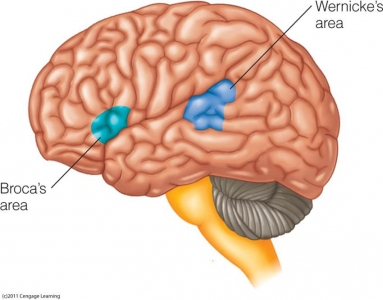 Wernicke's
area
Broca's
area
(c)2011 Cengage Learning